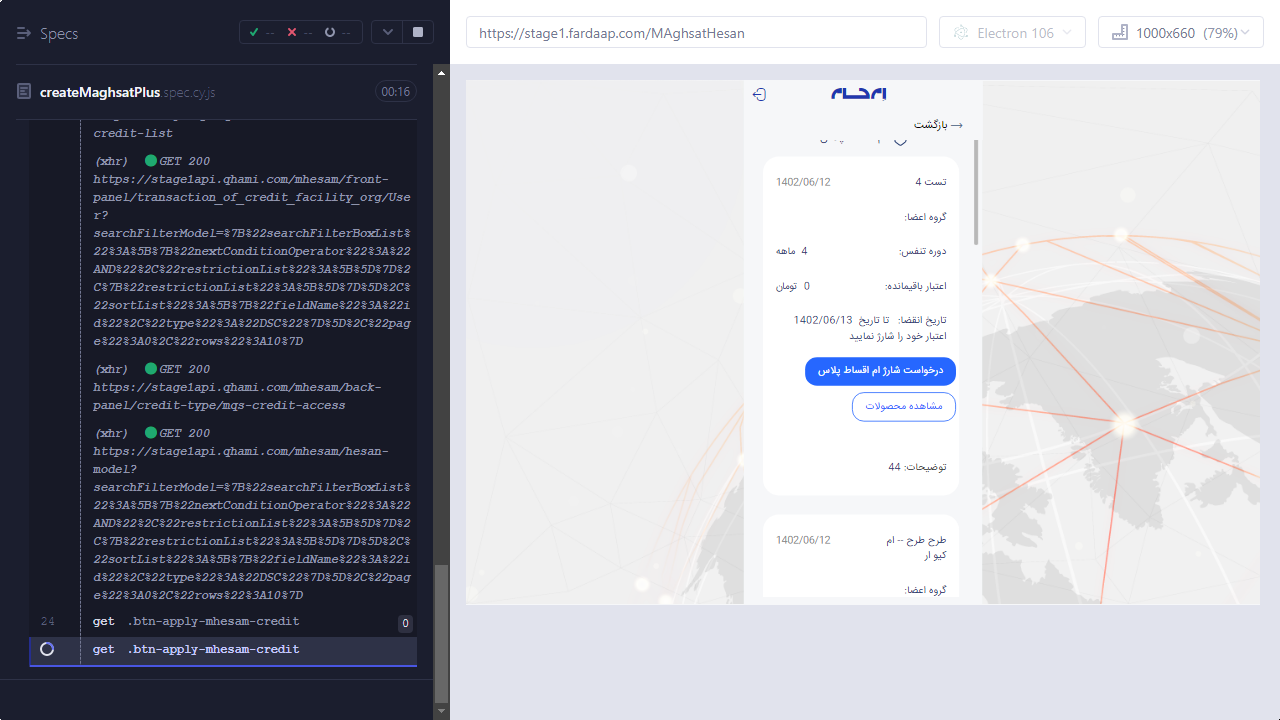 Specs
--
--
--
createMaghsatPlus.spec.cy.js
00:16
credit-list
(xhr) GET 200
https://stage1api.qhami.com/mhesam/front-
panel/transaction_of_credit_facility_org/Use
r?
searchFilterModel=%7B%22searchFilterBoxList%
22%3A%5B%7B%22nextConditionOperator%22%3A%22
AND%22%2C%22restrictionList%22%3A%5B%5D%7D%2
C%7B%22restrictionList%22%3A%5B%7D%5D%2C%
22sortList%22%3A%5B%7B%22fieldName%22%3A%22i
d%22%2C%22type%22%3A%22DSC%22%7D%5D%2C%22pag
e%22%3A0%2C%22rows%22%3A10%7D
(xhr) GET 200
https://stage1api.qhami.com/mhesam/back-
panel/credit-type/mqs-credit-access
(xhr) GET 200
https://stage1api.qhami.com/mhesam/hesan-
model?
searchFilterModel=%7B%22searchFilterBoxList%
22%3A%5B%7B%22nextConditionOperator%22%3A%22
AND%22%2C%22restrictionList%22%3A%5B%5D%7D%2
C%7B%22restrictionList%22%3A%5B%7D%5D%2C%
22sortList%22%3A%5B%7B%22fieldName%22%3A%22i
d%22%2C%22type%22%3A%22DSC%22%7D%5D%2C%22pag
e%22%3A0%2C%22rows%22%3A10%7D
24 get .btn-apply-mhesam-credit 0
get .btn-apply-mhesam-credit
https://stage1.fardaap.com/MAghsatHesan
Electron 106
1000x660 (79%)
بازگشت
تست 4 1402/06/12
گروه اعضا:
دوره تنفس: 4 ماهه
اعتبار باقیمانده: 0 تومان
تاریخ انقضا: تا تاریخ 1402/06/13
اعتبار خود را شارژ نمایید
درخواست شارژ ام اقساط پلاس
مشاهده محصولات
توضیحات: 44
طرح طرح -- ام 1402/06/12
کیو ار
گروه اعضا: